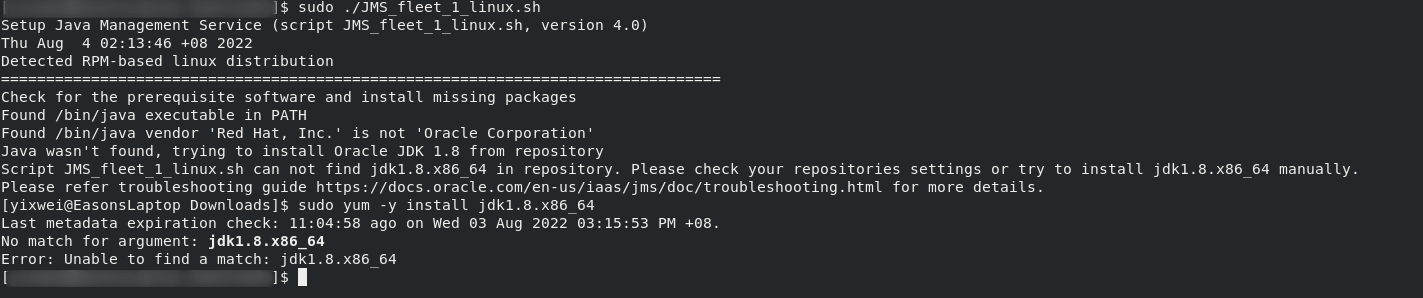 [ ]$ sudo ./JMS_fleet_1_linux.sh
Setup Java Management Service (script JMS_fleet_1_linux.sh, version 4.0)
Thu Aug  4 02:13:46 +08 2022
Detected RPM-based linux distribution
================================================================================
Check for the prerequisite software and install missing packages
Found /bin/java executable in PATH
Found /bin/java vendor 'Red Hat, Inc.' is not 'Oracle Corporation'
Java wasn't found, trying to install Oracle JDK 1.8 from repository
Script JMS_fleet_1_linux.sh can not find jdk1.8.x86_64 in repository. Please check your repositories settings or try to install jdk1.8.x86_64 manually.
Please refer troubleshooting guide https://docs.oracle.com/en-us/iaas/jms/doc/troubleshooting.html for more details.
[yixwei@EasonsLaptop Downloads]$ sudo yum -y install jdk1.8.x86_64
Last metadata expiration check: 11:04:58 ago on Wed 03 Aug 2022 03:15:53 PM +08.
No match for argument: jdk1.8.x86_64
Error: Unable to find a match: jdk1.8.x86_64
[ ]$